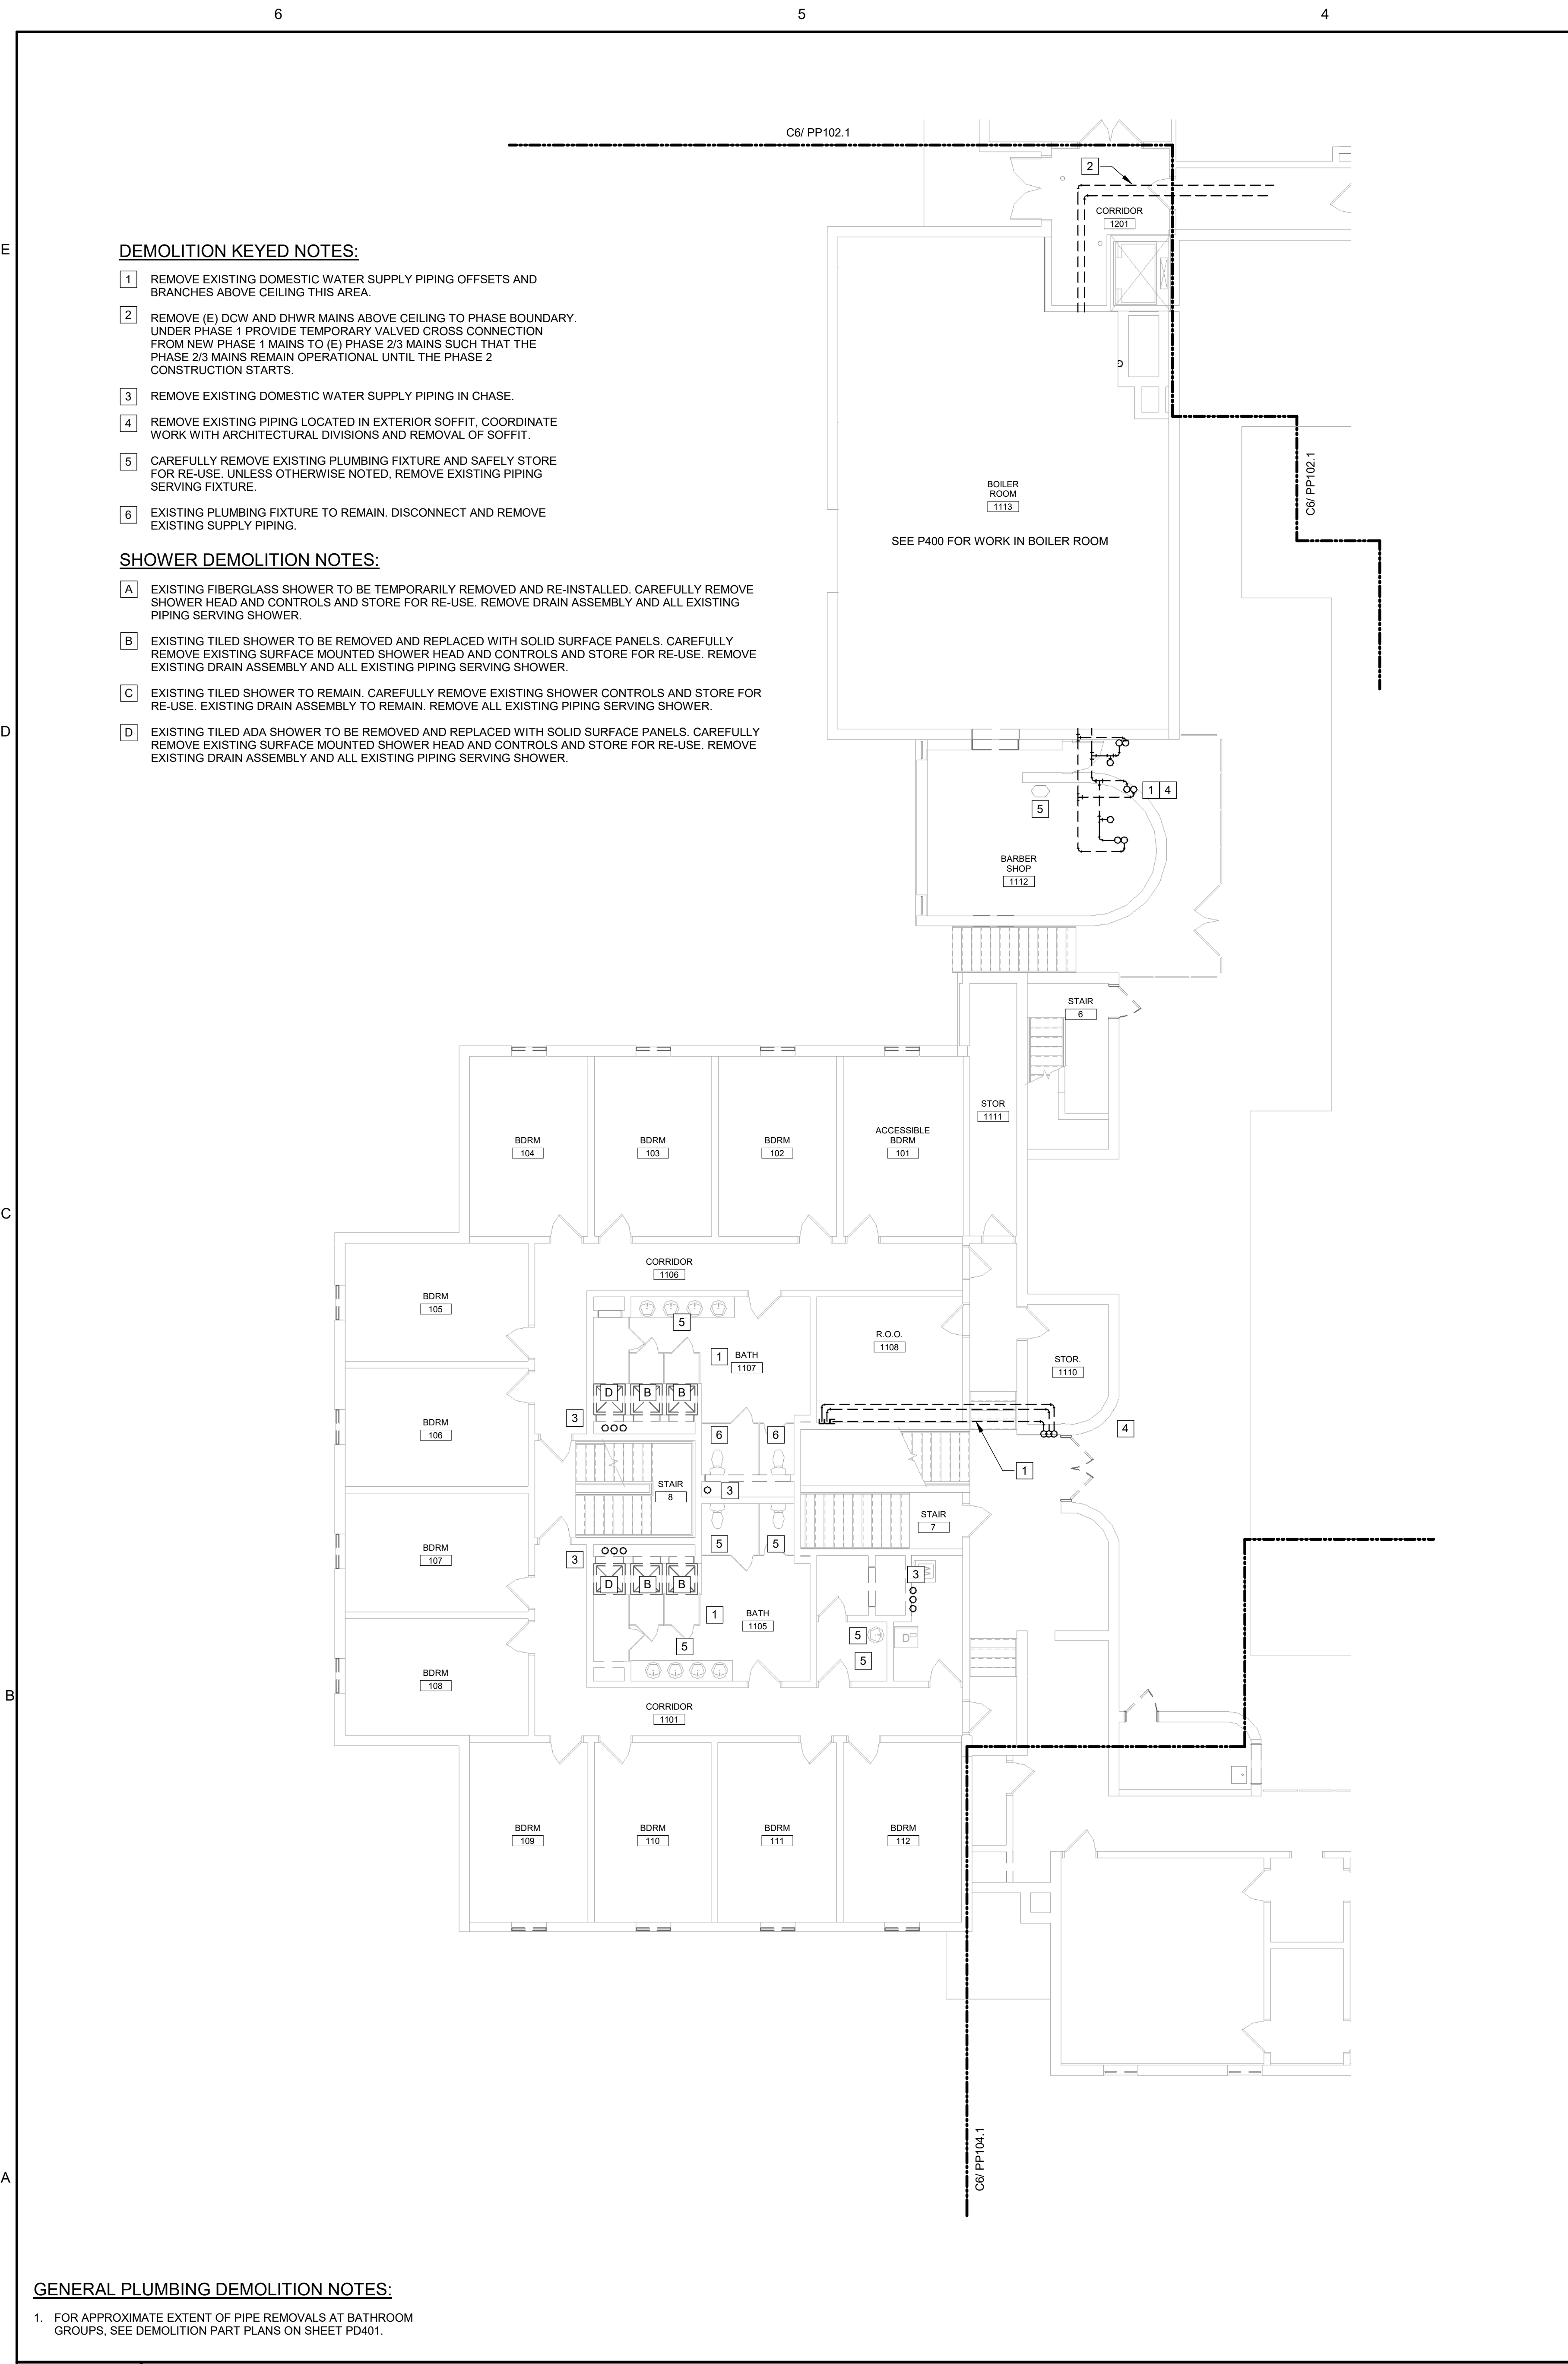 6
5
4
E
D
C
B
A
C6/ PP102.1
DEMOLITION KEYED NOTES:
1 REMOVE EXISTING DOMESTIC WATER SUPPLY PIPING OFFSETS AND
BRANCHES ABOVE CEILING THIS AREA.
2 REMOVE (E) DCW AND DHWR MAINS ABOVE CEILING TO PHASE BOUNDARY.
UNDER PHASE 1 PROVIDE TEMPORARY VALVED CROSS CONNECTION
FROM NEW PHASE 1 MAINS TO (E) PHASE 2/3 MAINS SUCH THAT THE
PHASE 2/3 MAINS REMAIN OPERATIONAL UNTIL THE PHASE 2
CONSTRUCTION STARTS.
3 REMOVE EXISTING DOMESTIC WATER SUPPLY PIPING IN CHASE.
4 REMOVE EXISTING PIPING LOCATED IN EXTERIOR SOFFIT, COORDINATE
WORK WITH ARCHITECTURAL DIVISIONS AND REMOVAL OF SOFFIT.
5 CAREFULLY REMOVE EXISTING PLUMBING FIXTURE AND SAFELY STORE
FOR RE-USE. UNLESS OTHERWISE NOTED, REMOVE EXISTING PIPING
SERVING FIXTURE.
6 EXISTING PLUMBING FIXTURE TO REMAIN. DISCONNECT AND REMOVE
EXISTING SUPPLY PIPING.
SHOWER DEMOLITION NOTES:
A EXISTING FIBERGLASS SHOWER TO BE TEMPORARILY REMOVED AND RE-INSTALLED. CAREFULLY REMOVE
SHOWER HEAD AND CONTROLS AND STORE FOR RE-USE. REMOVE DRAIN ASSEMBLY AND ALL EXISTING
PIPING SERVING SHOWER.
B EXISTING TILED SHOWER TO BE REMOVED AND REPLACED WITH SOLID SURFACE PANELS. CAREFULLY
REMOVE EXISTING SURFACE MOUNTED SHOWER HEAD AND CONTROLS AND STORE FOR RE-USE. REMOVE
EXISTING DRAIN ASSEMBLY AND ALL EXISTING PIPING SERVING SHOWER.
C EXISTING TILED SHOWER TO REMAIN. CAREFULLY REMOVE EXISTING SHOWER CONTROLS AND STORE FOR
RE-USE. EXISTING DRAIN ASSEMBLY TO REMAIN. REMOVE ALL EXISTING PIPING SERVING SHOWER.
D EXISTING TILED ADA SHOWER TO BE REMOVED AND REPLACED WITH SOLID SURFACE PANELS. CAREFULLY
REMOVE EXISTING SURFACE MOUNTED SHOWER HEAD AND CONTROLS AND STORE FOR RE-USE. REMOVE
EXISTING DRAIN ASSEMBLY AND ALL EXISTING PIPING SERVING SHOWER.
2
CORRIDOR
1201
C6/ PP102.1
BOILER
ROOM
1113
SEE P400 FOR WORK IN BOILER ROOM
1 4
5
BARBER
SHOP
1112
STAIR
6
STOR
1111
BDRM
104
BDRM
103
BDRM
102
ACCESSIBLE
BDRM
101
CORRIDOR
1106
BDRM
105
5
R.O.O.
1108
1
BATH
1107
STOR.
1110
D
B
B
3
BDRM
106
6
6
4
1
STAIR
8
3
STAIR
7
5
5
BDRM
107
3
D
B
B
3
W
1
BATH
1105
5
5
D
5
BDRM
108
CORRIDOR
1101
BDRM
109
BDRM
110
BDRM
111
BDRM
112
C6/ PP104.1
GENERAL PLUMBING DEMOLITION NOTES:
1. FOR APPROXIMATE EXTENT OF PIPE REMOVALS AT BATHROOM
GROUPS, SEE DEMOLITION PART PLANS ON SHEET PD401.